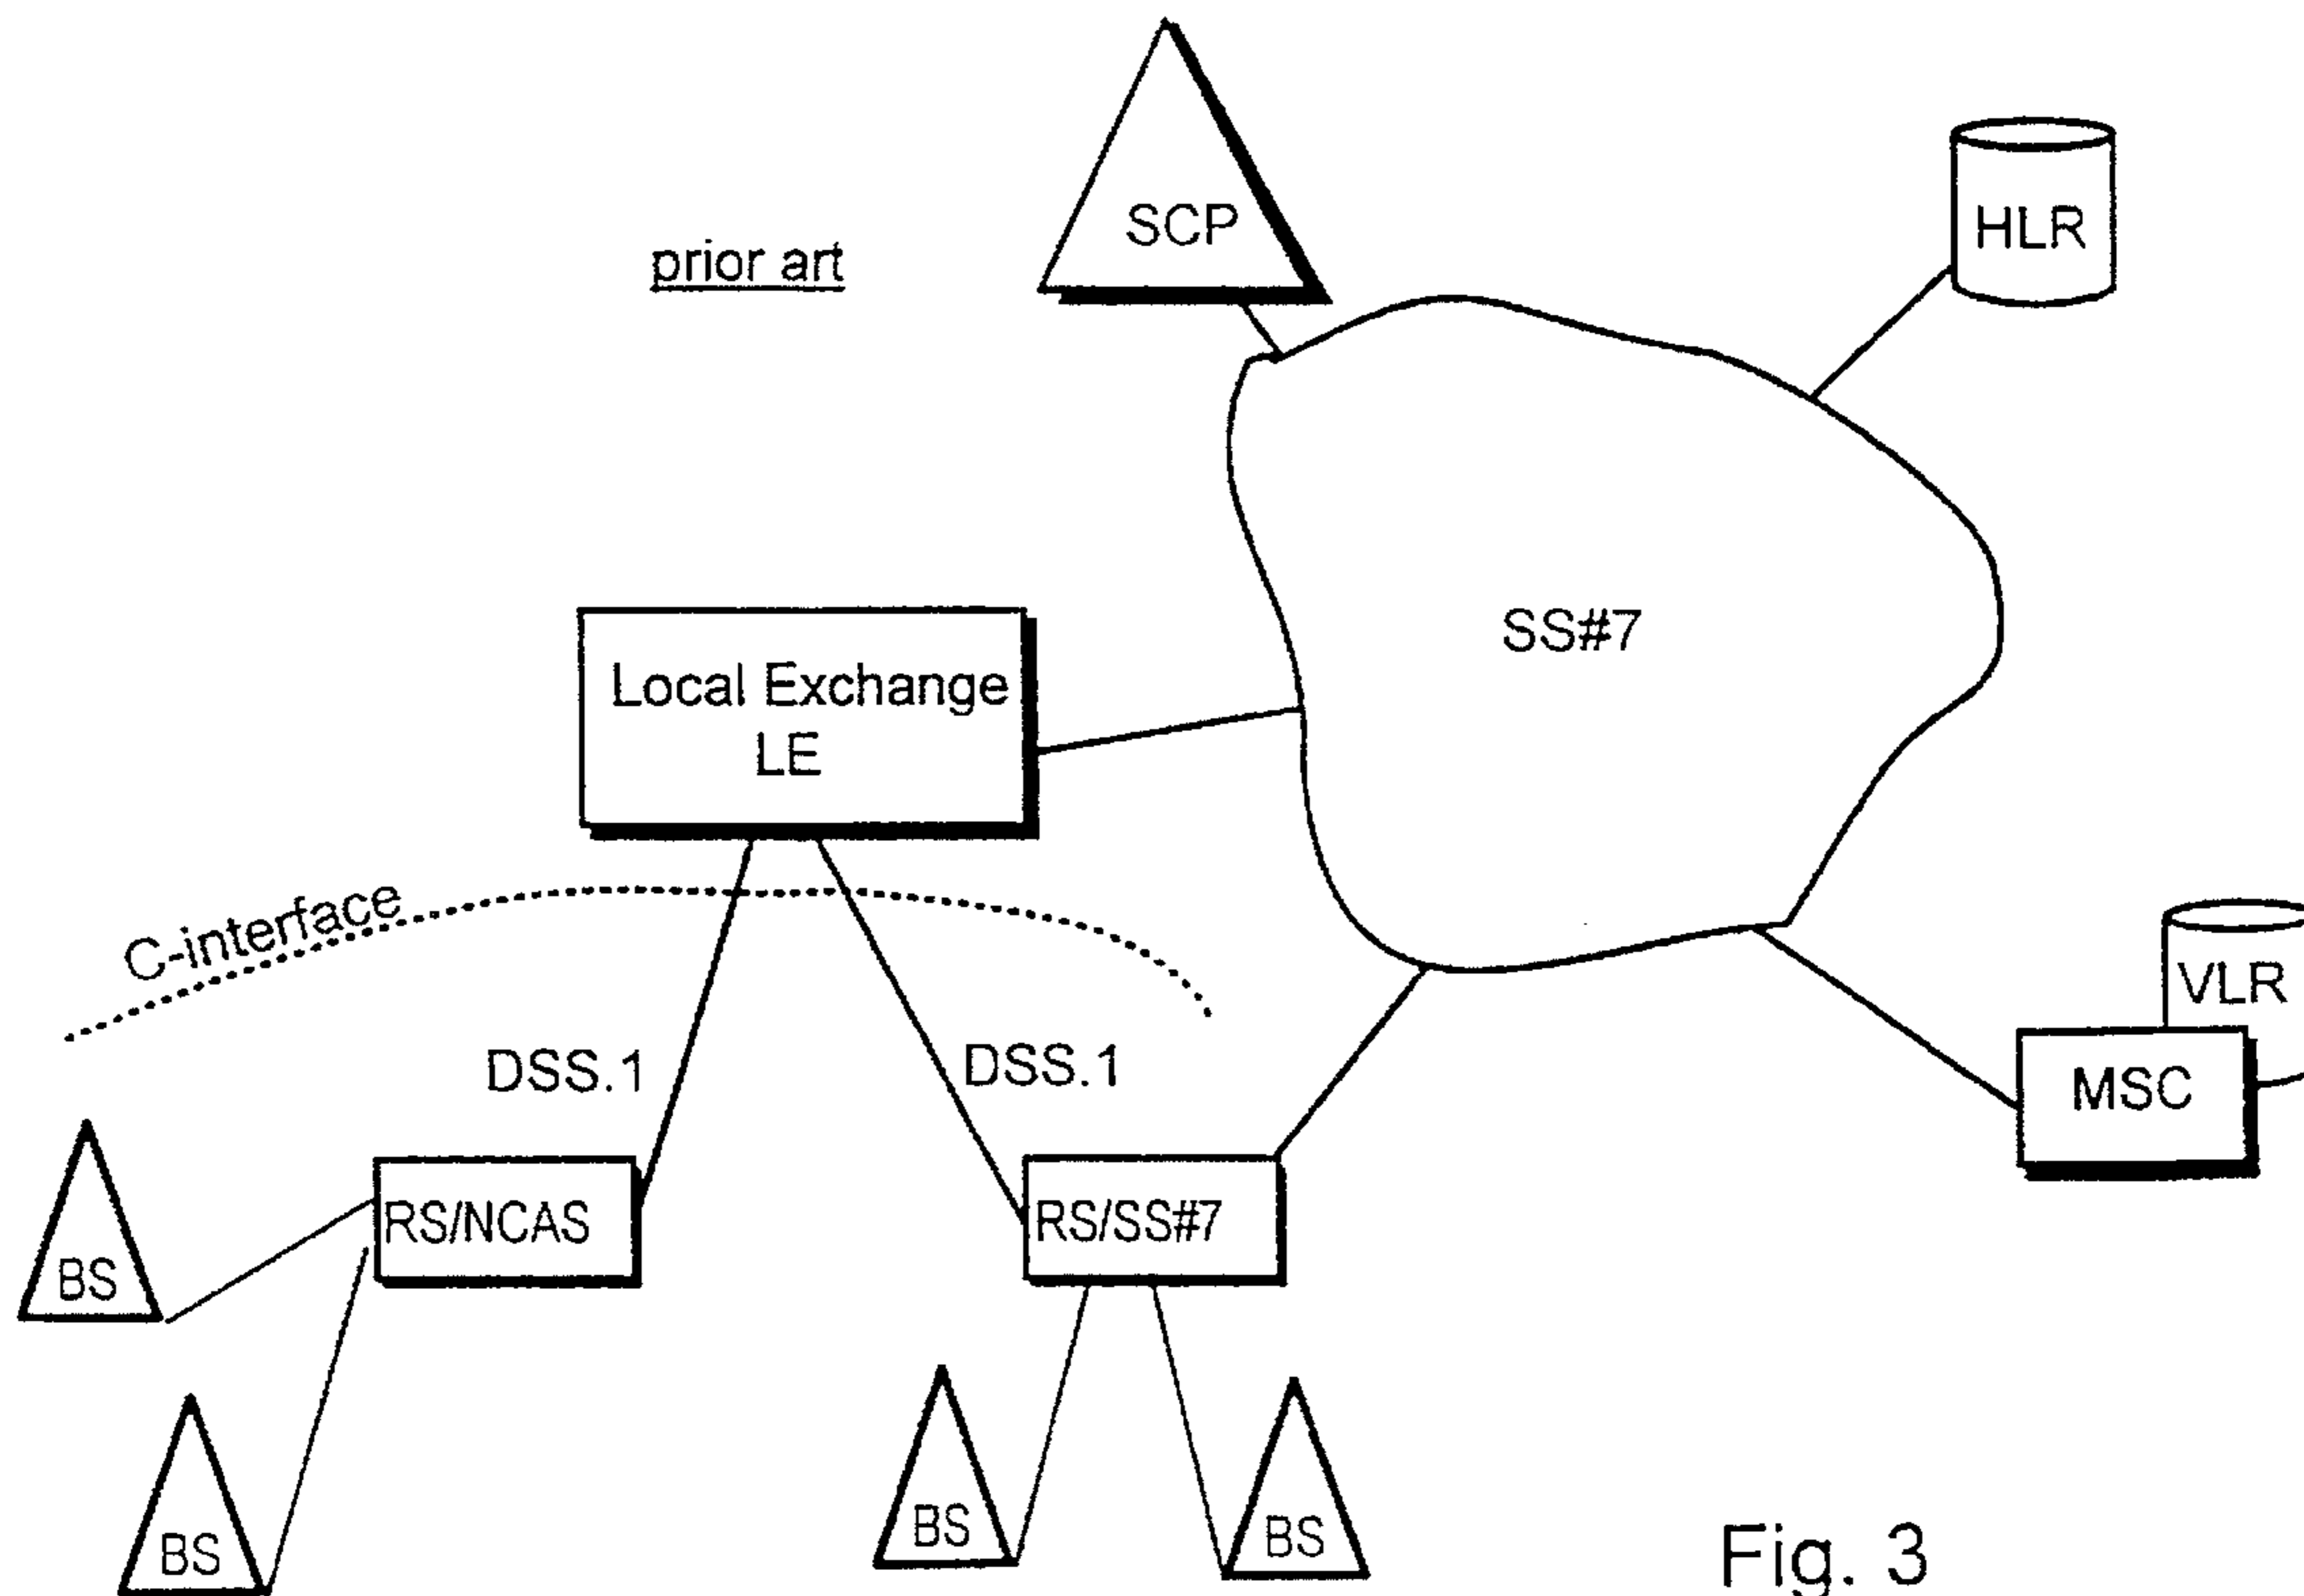 SCP
HLR
prior art
SS#7
Local Exchange
LE
C-interface
VLR
DSS.1
DSS.1
MSC
RS/NCAS
RS/SS#7
BS
BS
BS
BS
Fig. 3